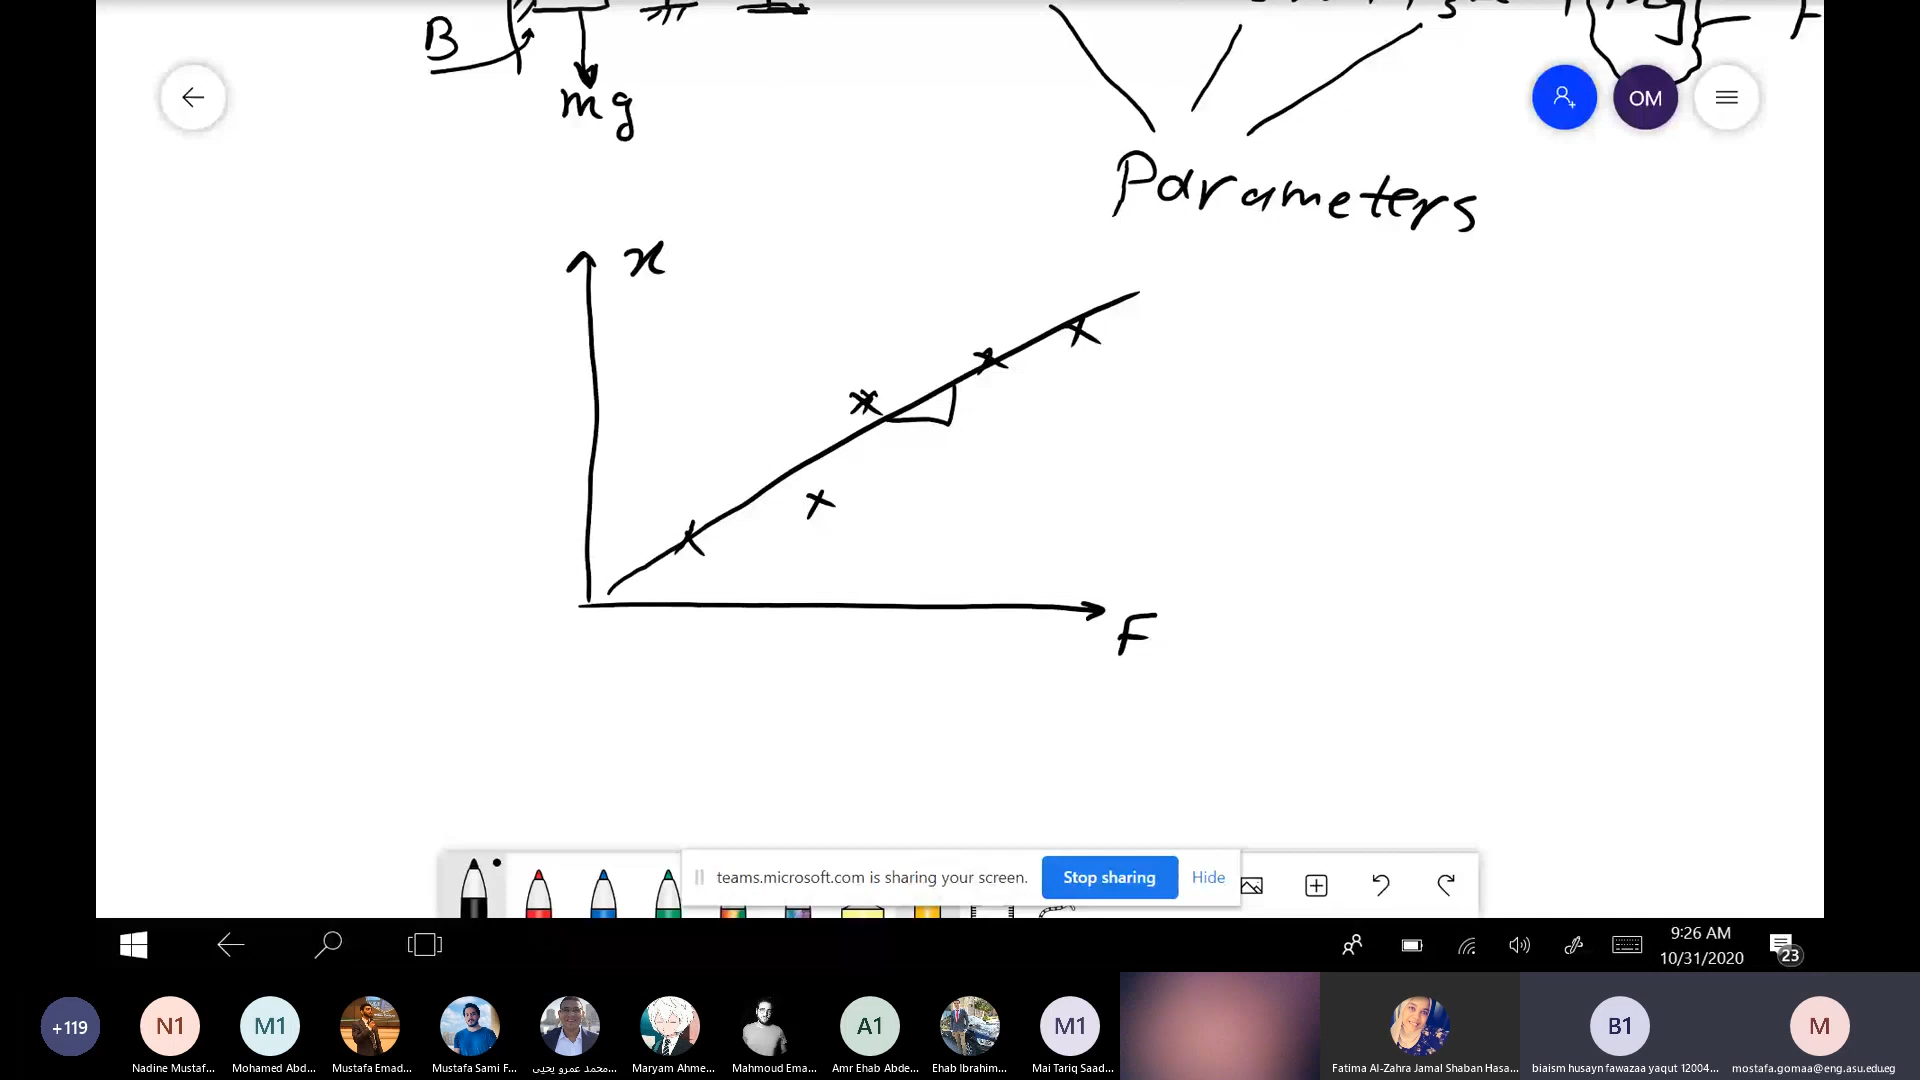 B
mg
F
OM
Parameters
x
F
teams.microsoft.com is sharing your screen.
Stop sharing
Hide
9:26 AM
10/31/2020
23
+119
N1
M1
A1
M1
B1
M
Nadine Mustaf...
Mohamed Abd...
Mustafa Emad...
Mustafa Sami F...
محمد عمرو يحيى...
Maryam Ahme...
Mahmoud Ema...
Amr Ehab Abde...
Ehab Ibrahim...
Mai Tariq Saad...
Fatima Al-Zahra Jamal Shaban Hasa...
biaism husayn fawazaa yaqut 12004...
mostafa.gomaa@eng.asu.edu.eg